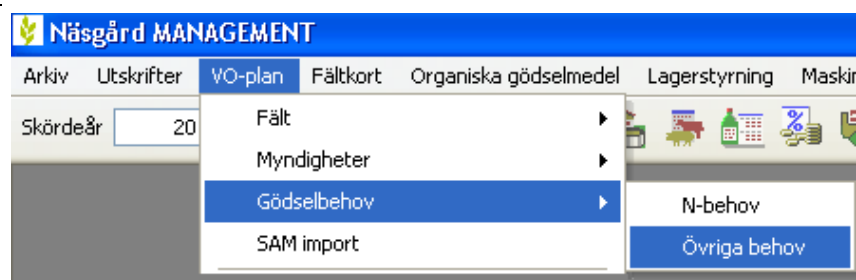 Näsgård MANAGEMENT
Arkiv Utskrifter VO-plan Fältkort Organiska gödselmedel Lagerstyrning Maskin
Skördeår 20
Fält
Myndigheter
Gödselbehov
N-behov
SAM import
Övriga behov